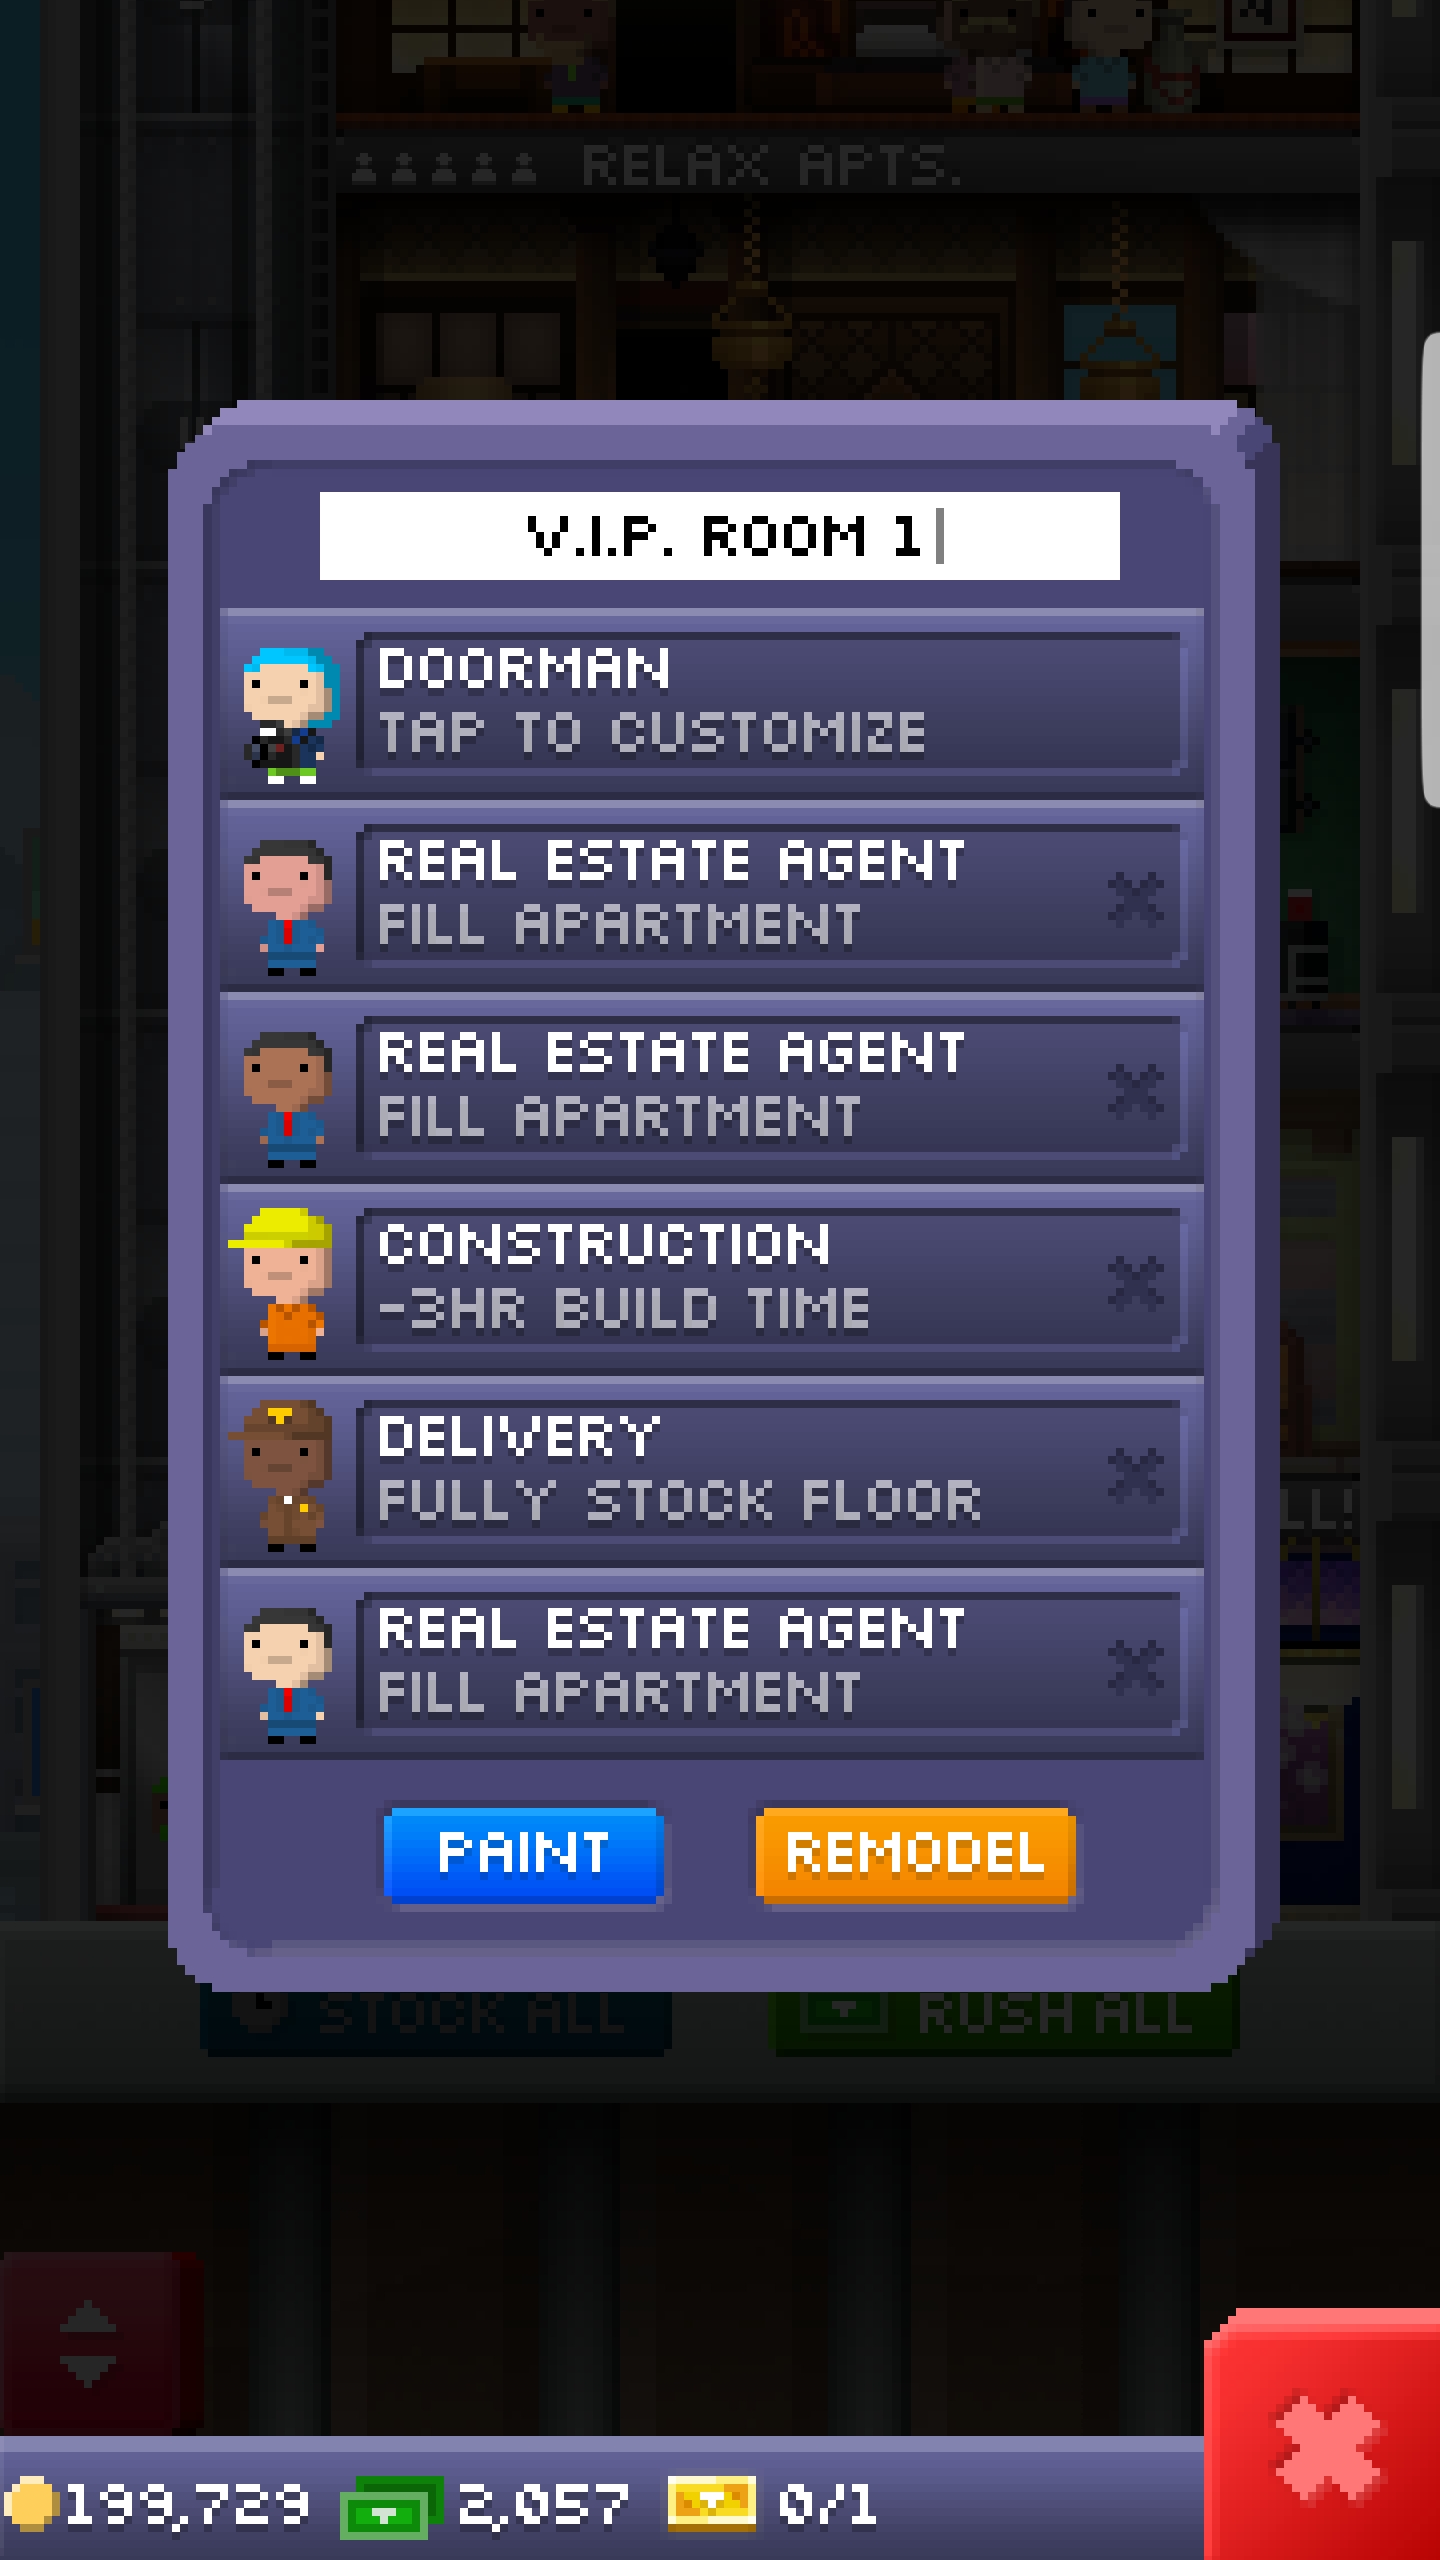 RELAX APTS.
V.I.P. ROOM 1
DOORMAN
TAP TO CUSTOMIZE
REAL ESTATE AGENT
FILL APARTMENT
REAL ESTATE AGENT
FILL APARTMENT
CONSTRUCTION
-3HR BUILD TIME
DELIVERY
FULLY STOCK FLOOR
LL!
REAL ESTATE AGENT
FILL APARTMENT
PAINT
REMODEL
STOCK ALL
RUSH ALL
199,729
2,057
0/1